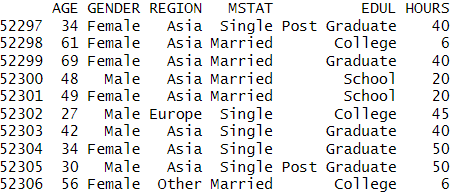 AGE GENDER REGION MSTAT EDUL HOURS
52297 34 Female Asia Single Post Graduate 40
52298 61 Female Asia Married College 6
52299 69 Female Asia Married Graduate 40
52300 48 Male Asia Married School 20
52301 49 Female Asia Married School 20
52302 27 Male Europe Single College 45
52303 42 Male Asia Single Graduate 40
52304 34 Female Asia Single Graduate 50
52305 30 Male Asia Single Post Graduate 50
52306 56 Female Other Married College 6